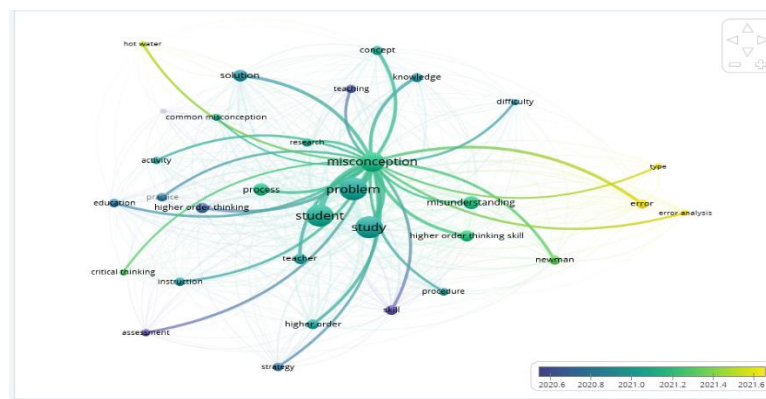 hot water
concept
solution
knowledge
teaching
difficulty
common misconception
research
activity
misconception
type
process
problem
practice
education
higher order thinking
misunderstanding
error
error analysis
student
study
higher order thinking skill
teacher
newman
critical thinking
instruction
procedure
skill
higher order
assessment
strategy
2020.6 2020.8 2021.0 2021.2 2021.4 2021.6